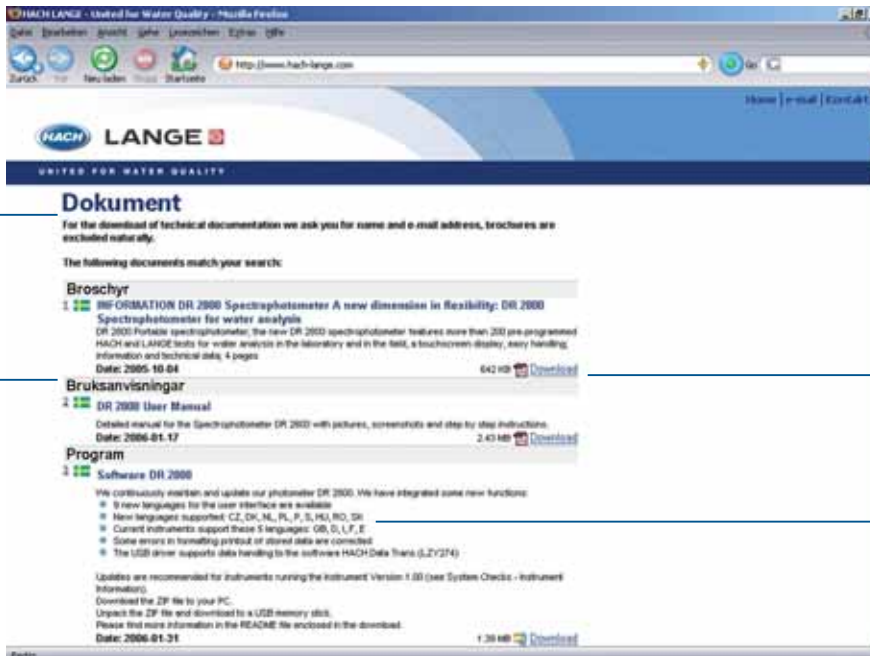 HACH LANGE - United for Water Quality - Mozilla Firefox
Datei Bearbeiten Ansicht Gehe Lesezeichen Extras Hilfe
Zurück Vor Neu laden Stopp Startseite
http://www.hach-lange.com
Go
Home | e-mail | Kontakt
HACH LANGE
UNITED FOR WATER QUALITY
Dokument
For the download of technical documentation we ask you for name and e-mail address, brochures are
excluded naturally.
The following documents match your search:
Broschyr
1 INFORMATION DR 2800 Spectraphotometer A new dimension in flexibility: DR 2800
Spectrophotometer for water analysis
DR 2800 Portable spectrophotometer, the new DR 2800 spectrophotometer features more than 200 pre-programmed
HACH and LANGE tests for water analysis in the laboratory and in the field, a touchscreen display, easy handling;
information and technical data; 4 pages
Date: 2005-10-04 642 KB Download
Bruksanvisningar
2 DR 2800 User Manual
Detailed manual for the Spectrophotometer DR 2800 with pictures, screenshots and step by step instructions.
Date: 2006-01-17 2.43 MB Download
Program
3 Software DR 2800
We continuously maintain and update our photometer DR 2800. We have integrated some new functions:
9 new languages for the user interface are available
New languages supported: CZ, DK, NL, PL, P, S, HU, RO, SK
Current instruments support these 5 languages: GB, D, I, F, E
Some errors in formatting printout of stored data are corrected
The USB driver supports data handling to the software HACH Data Trans (LZY274)
Updates are recommended for instruments running the Instrument Version 1.00 (see System Checks - Instrument
Information).
Download the ZIP file to your PC.
Unpack the ZIP file and download to a USB memory stick.
Please find more information in the README file enclosed in the download.
Date: 2006-01-31 1.39 MB Download
Fertig